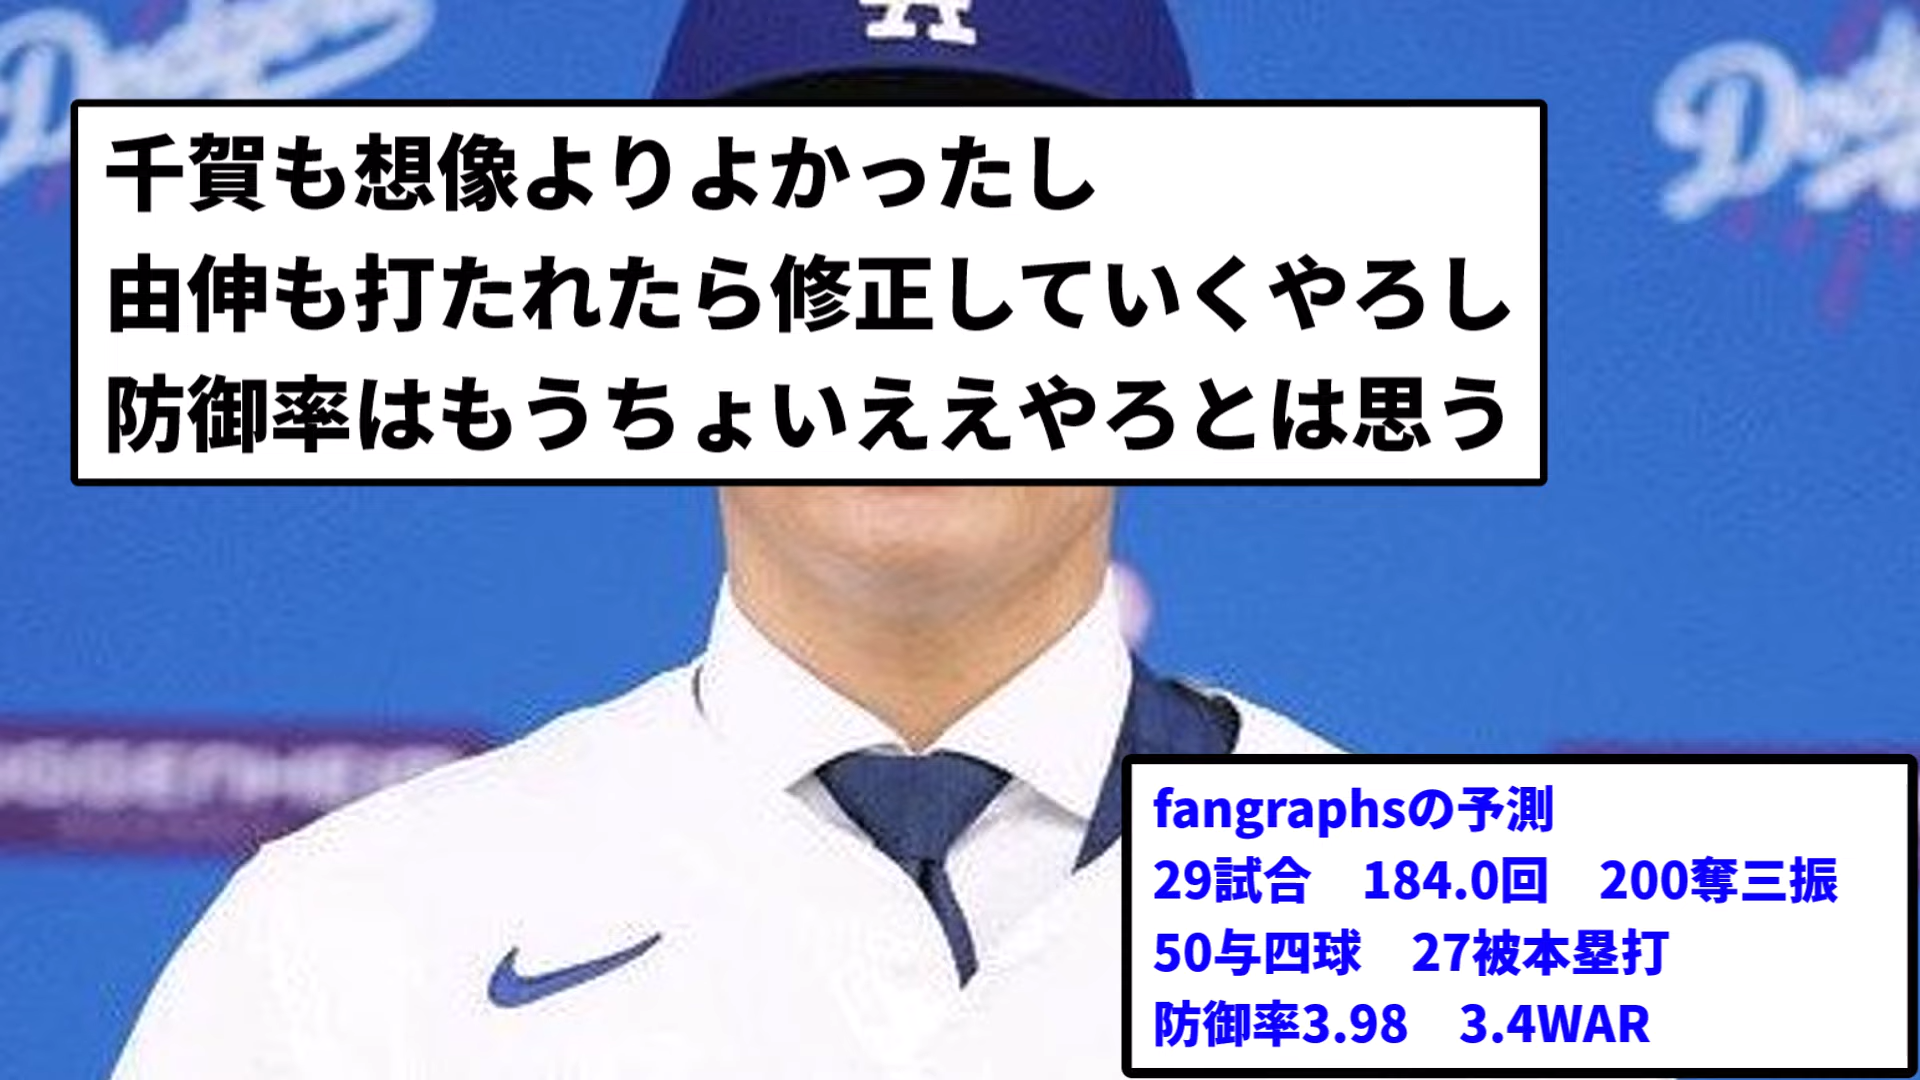 Dodgers
LA
Dodgers
千賀も想像よりよかったし
由伸も打たれたら修正していくやろし
防御率はもうちょいええやろとは思う
fangraphsの予測
29試合　184.0回　200奪三振
50与四球　27被本塁打
防御率3.98　3.4WAR